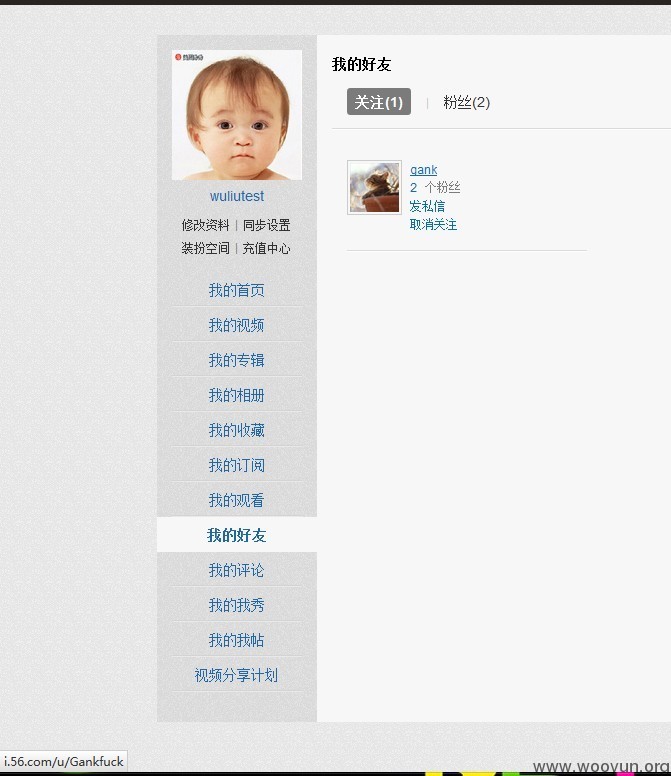 我的好友
关注(1) | 粉丝(2)
gank
2 个粉丝
发私信
取消关注
wuliutest
修改资料 | 同步设置
装扮空间 | 充值中心
我的首页
我的视频
我的专辑
我的相册
我的收藏
我的订阅
我的观看
我的好友
我的评论
我的我秀
我的我帖
视频分享计划
i.56.com/u/Gankfuck
www.wooyun.org